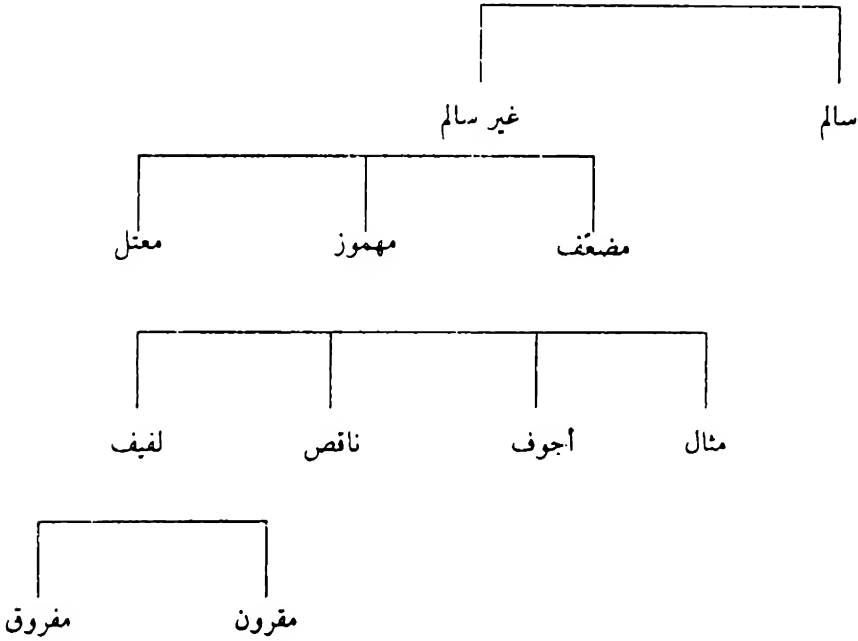 سالم غير سالم
مضعّف مهموز معتل
مثال أجوف ناقص لفيف
مقرون مفروق